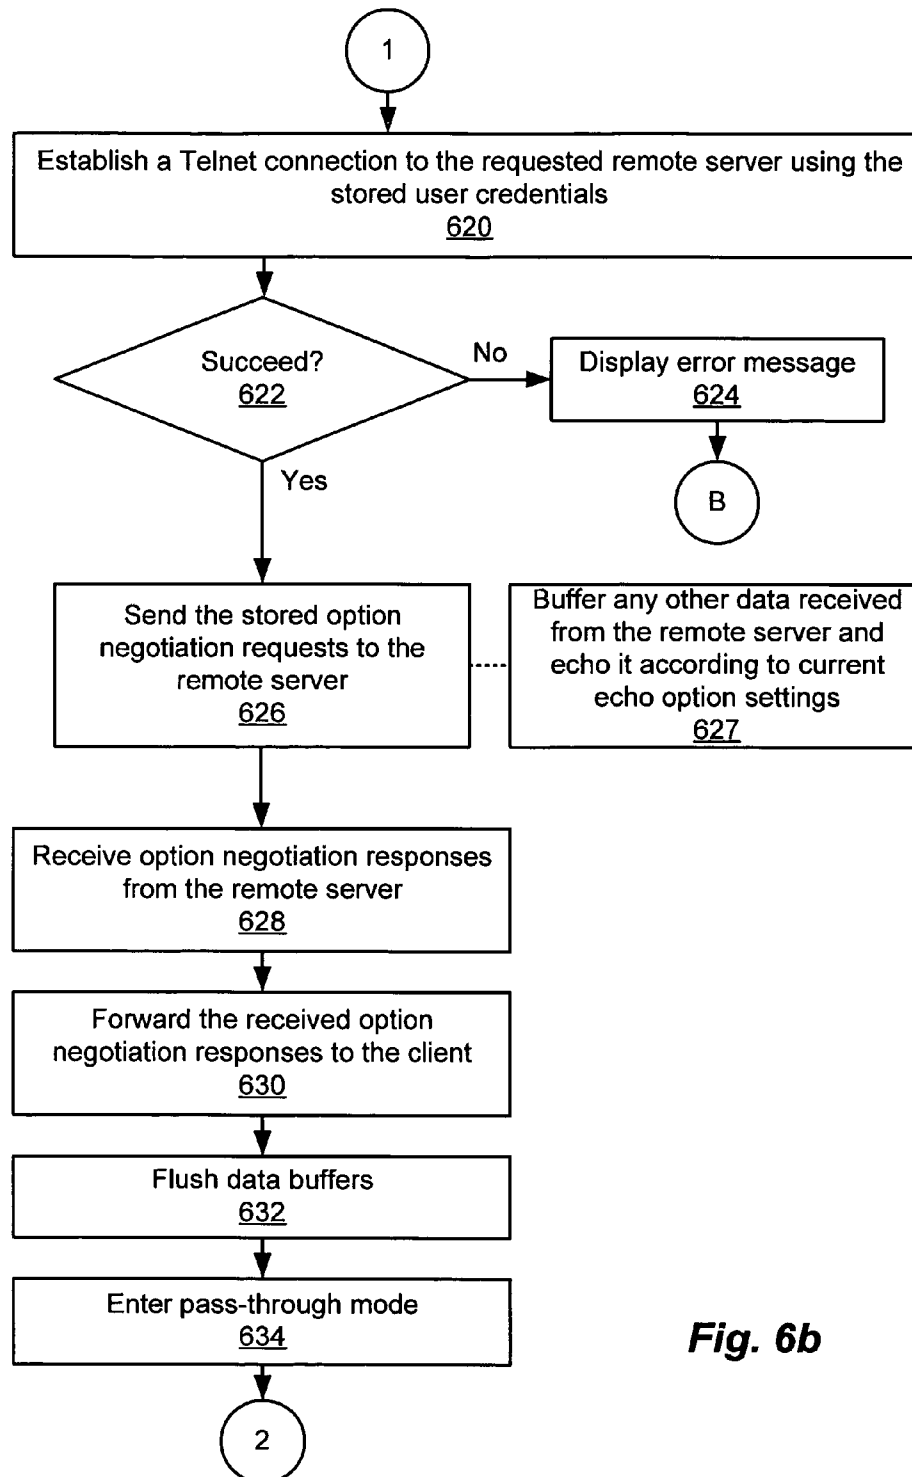 1
Establish a Telnet connection to the requested remote server using the
stored user credentials
620
Succeed?
622
No
Display error message
624
B
Yes
Send the stored option
negotiation requests to the
remote server
626
Buffer any other data received
from the remote server and
echo it according to current
echo option settings
627
Receive option negotiation responses
from the remote server
628
Forward the received option
negotiation responses to the client
630
Flush data buffers
632
Enter pass-through mode
634
Fig. 6b
2